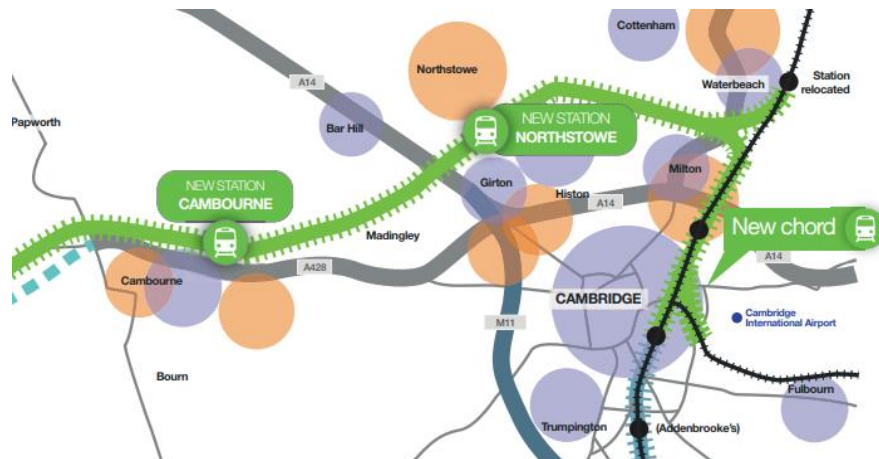 Cottenham
A14
Northstowe
Waterbeach
Station
relocated
Papworth
Bar Hill
NEW STATION
NORTHSTOWE
Milton
NEW STATION
CAMBOURNE
Girton
Histon
A14
New chord
Madingley
A14
A428
Cambourne
CAMBRIDGE
Cambridge
International Airport
M11
Bourn
Fulbourn
Trumpington
(Addenbrooke's)